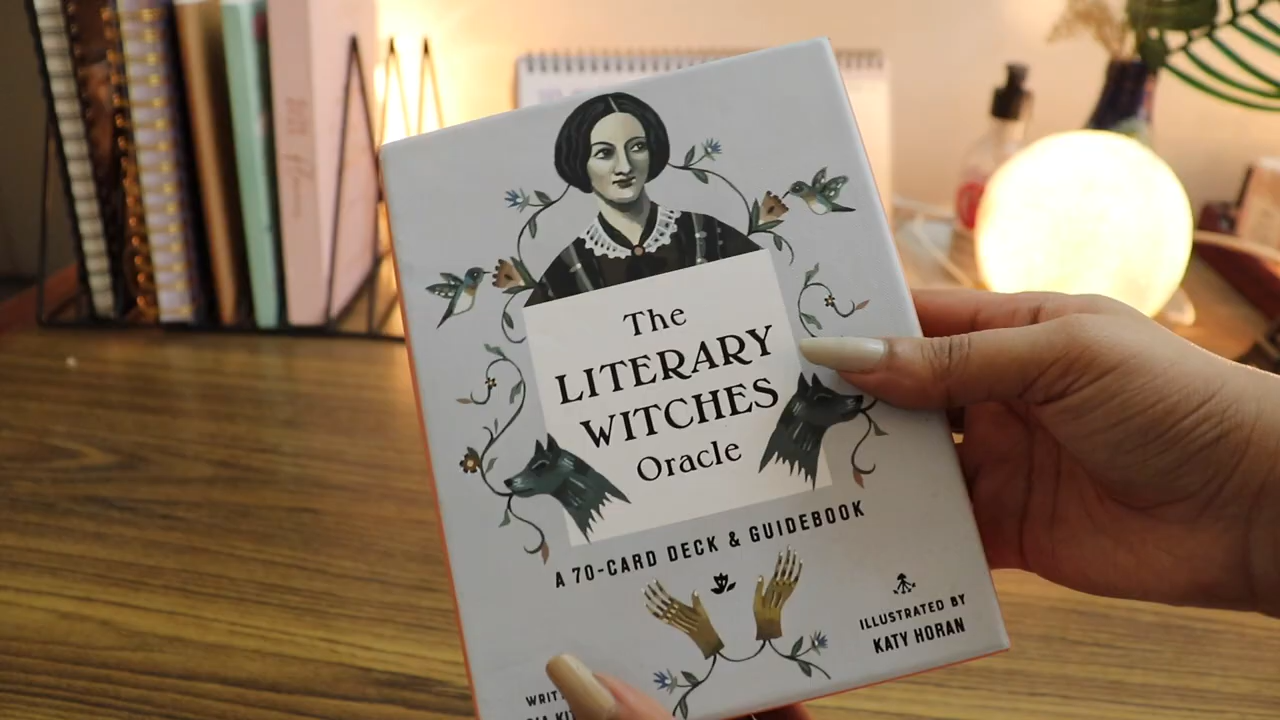 The
LITERARY
WITCHES
Oracle
A 70-CARD DECK & GUIDEBOOK
ILLUSTRATED BY
KATY HORAN